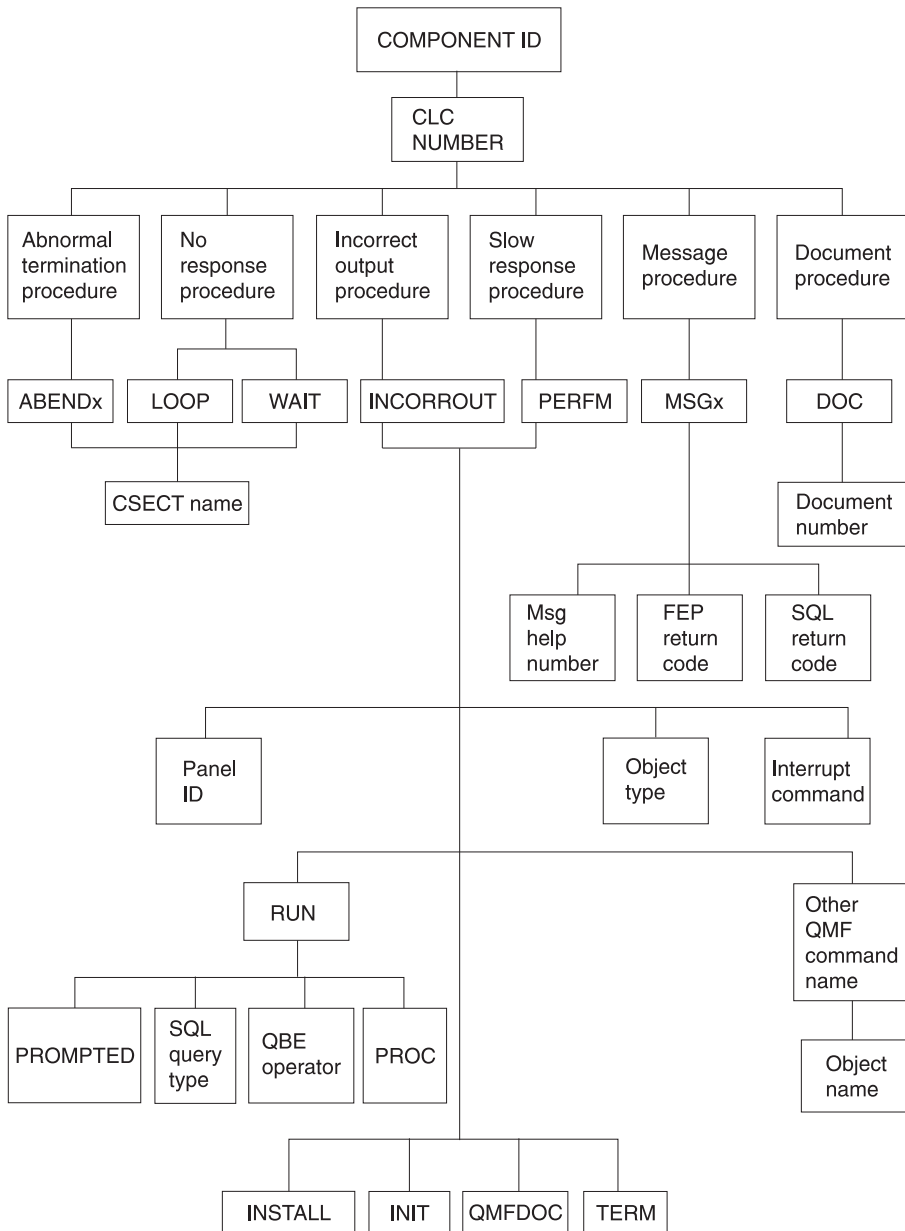 COMPONENT ID
CLC
NUMBER
Abnormal
termination
procedure
No
response
procedure
Incorrect
output
procedure
Slow
response
procedure
Message
procedure
Document
procedure
ABENDx
LOOP
WAIT
INCORROUT
PERFM
MSGx
DOC
CSECT name
Document
number
Msg
help
number
FEP
return
code
SQL
return
code
Panel
ID
Object
type
Interrupt
command
RUN
Other
QMF
command
name
PROMPTED
SQL
query
type
QBE
operator
PROC
Object
name
INSTALL
INIT
QMFDOC
TERM